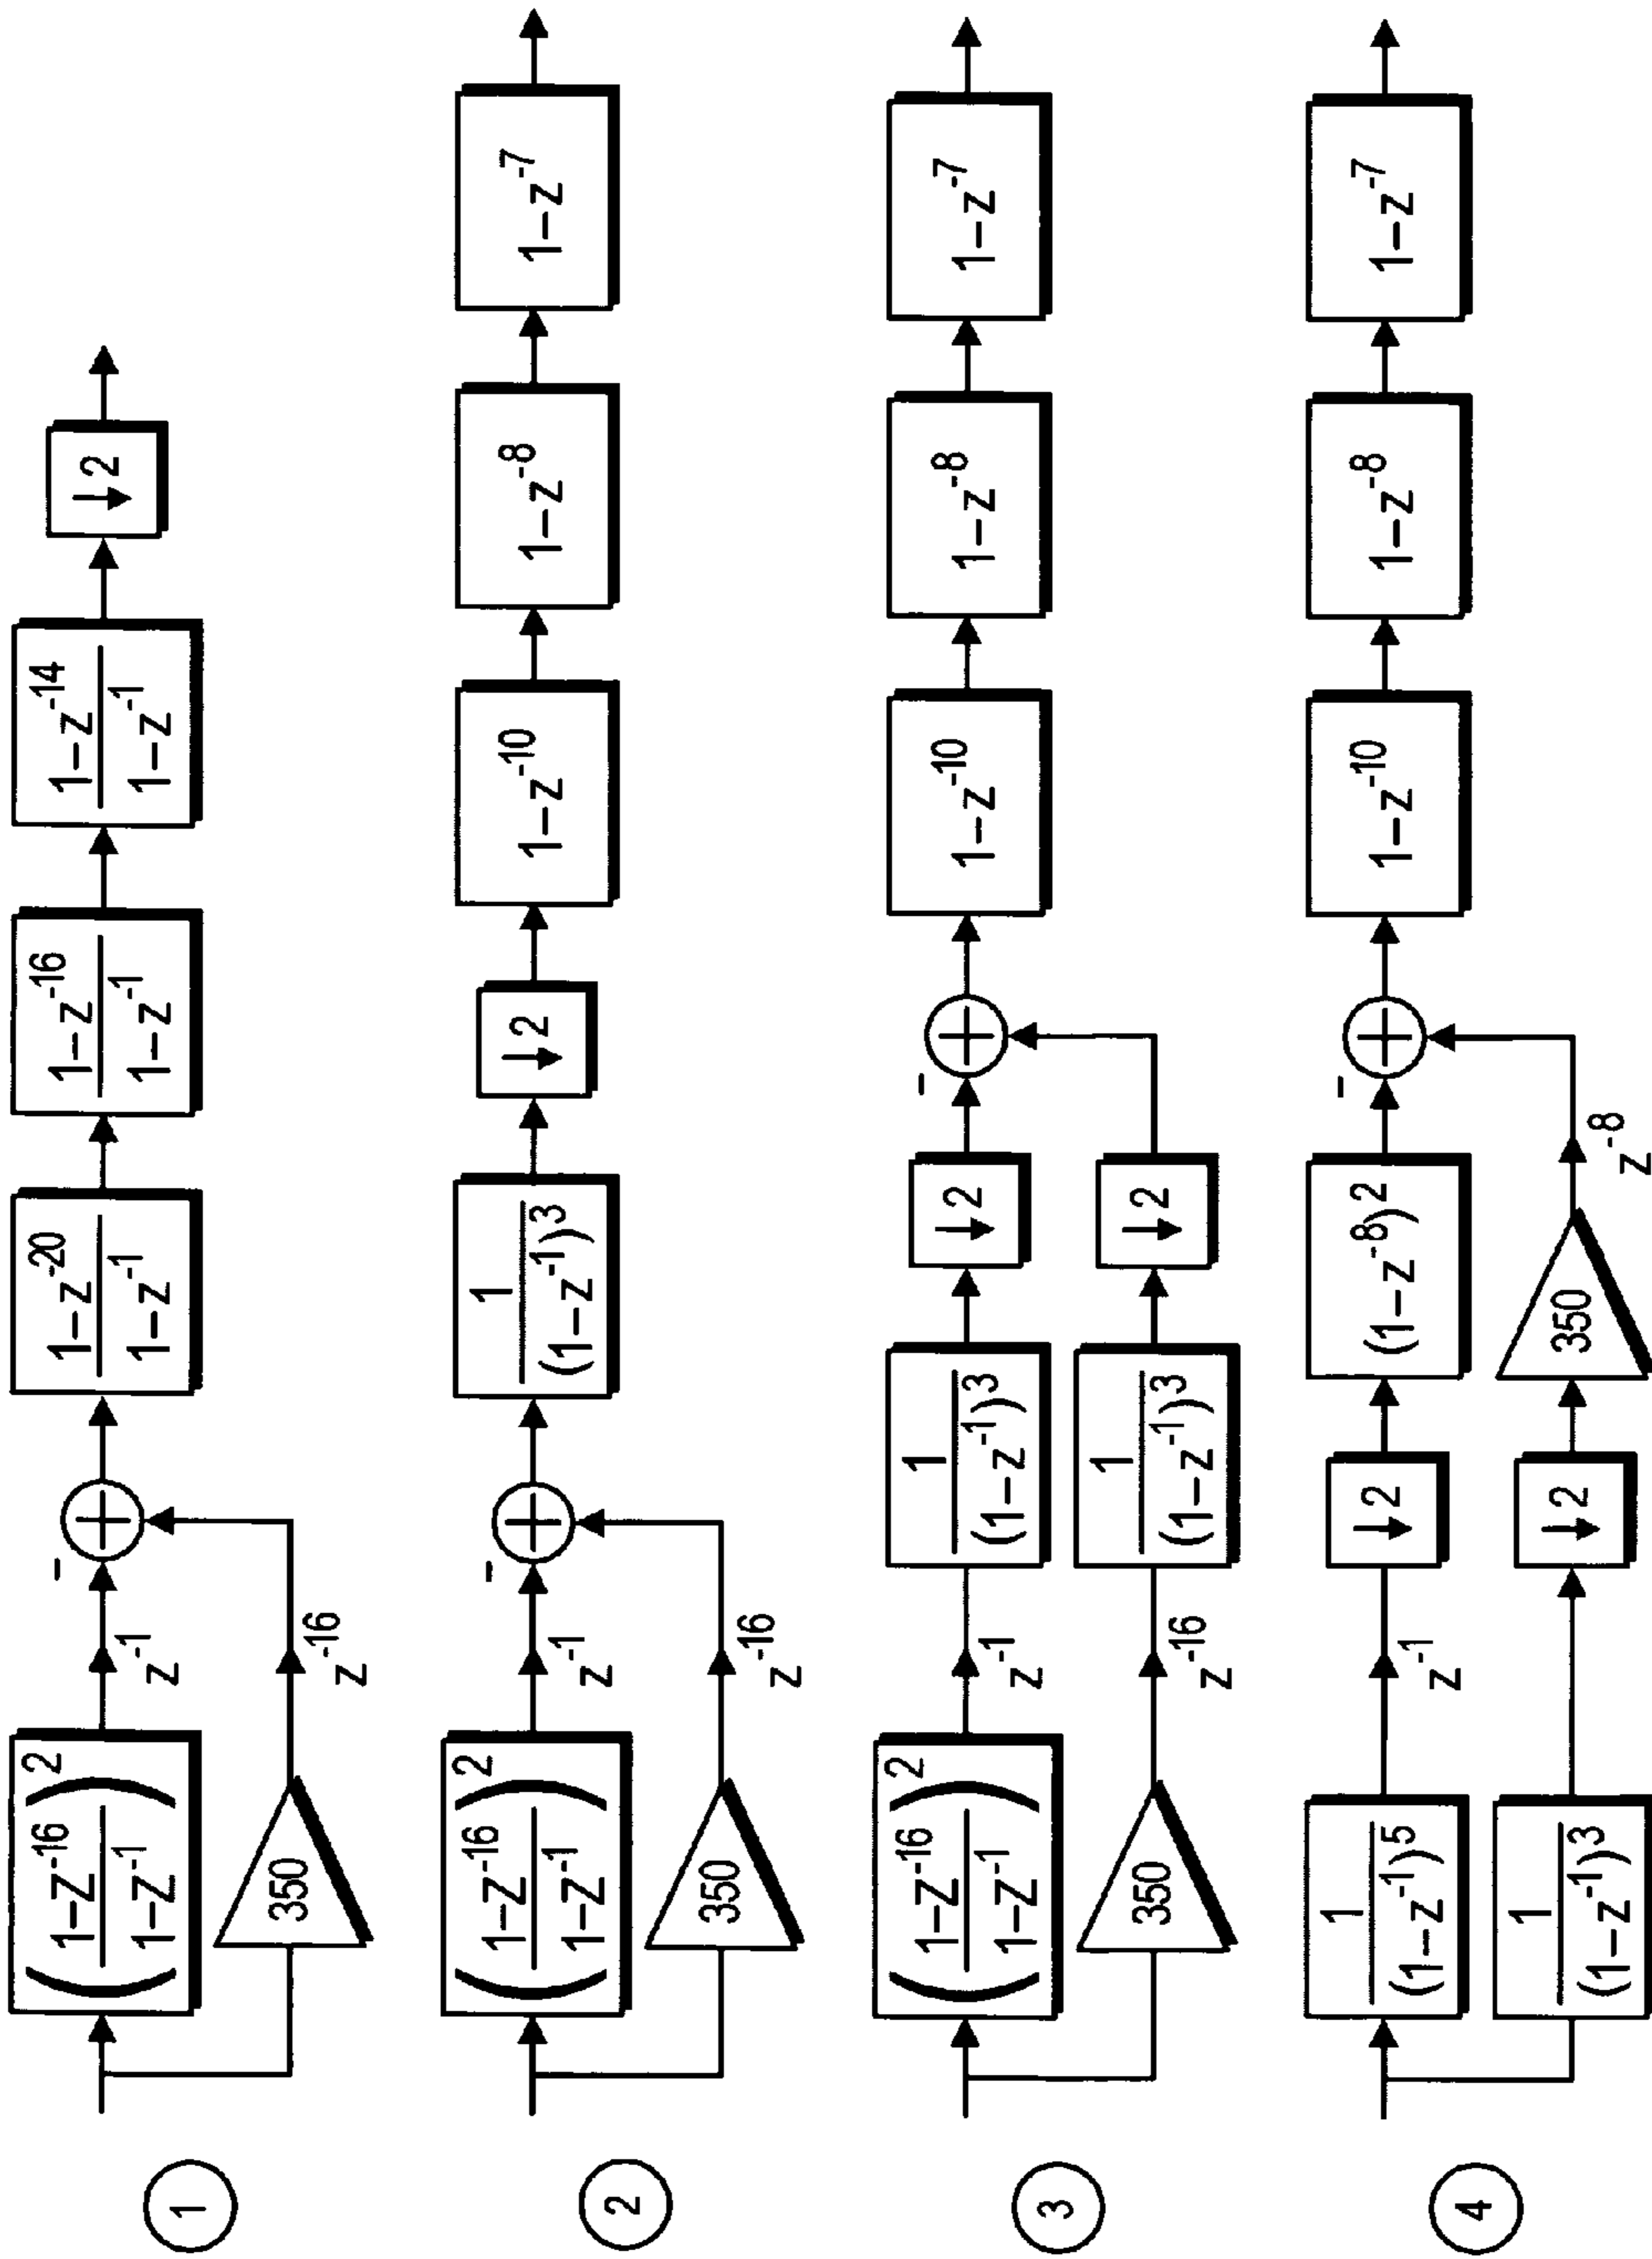 1
(1−Z^-16 / 1−Z^-1)^2
z^-1
−
+
1−z^-20 / 1−z^-1
1−z^-16 / 1−z^-1
1−z^-14 / 1−z^-1
↓2
350
z^-16
2
(1−Z^-16 / 1−Z^-1)^2
z^-1
−
+
1 / (1−z^-1)^3
↓2
1−z^-10
1−z^-8
1−z^-7
350
z^-16
3
(1−Z^-16 / 1−Z^-1)^2
z^-1
1 / (1−z^-1)^3
↓2
−
+
1−z^-10
1−z^-8
1−z^-7
350
z^-16
1 / (1−z^-1)^3
↓2
4
1 / (1−z^-1)^5
z^-1
↓2
(1−z^-8)^2
−
+
1−z^-10
1−z^-8
1−z^-7
1 / (1−z^-1)^3
↓2
350
z^-8